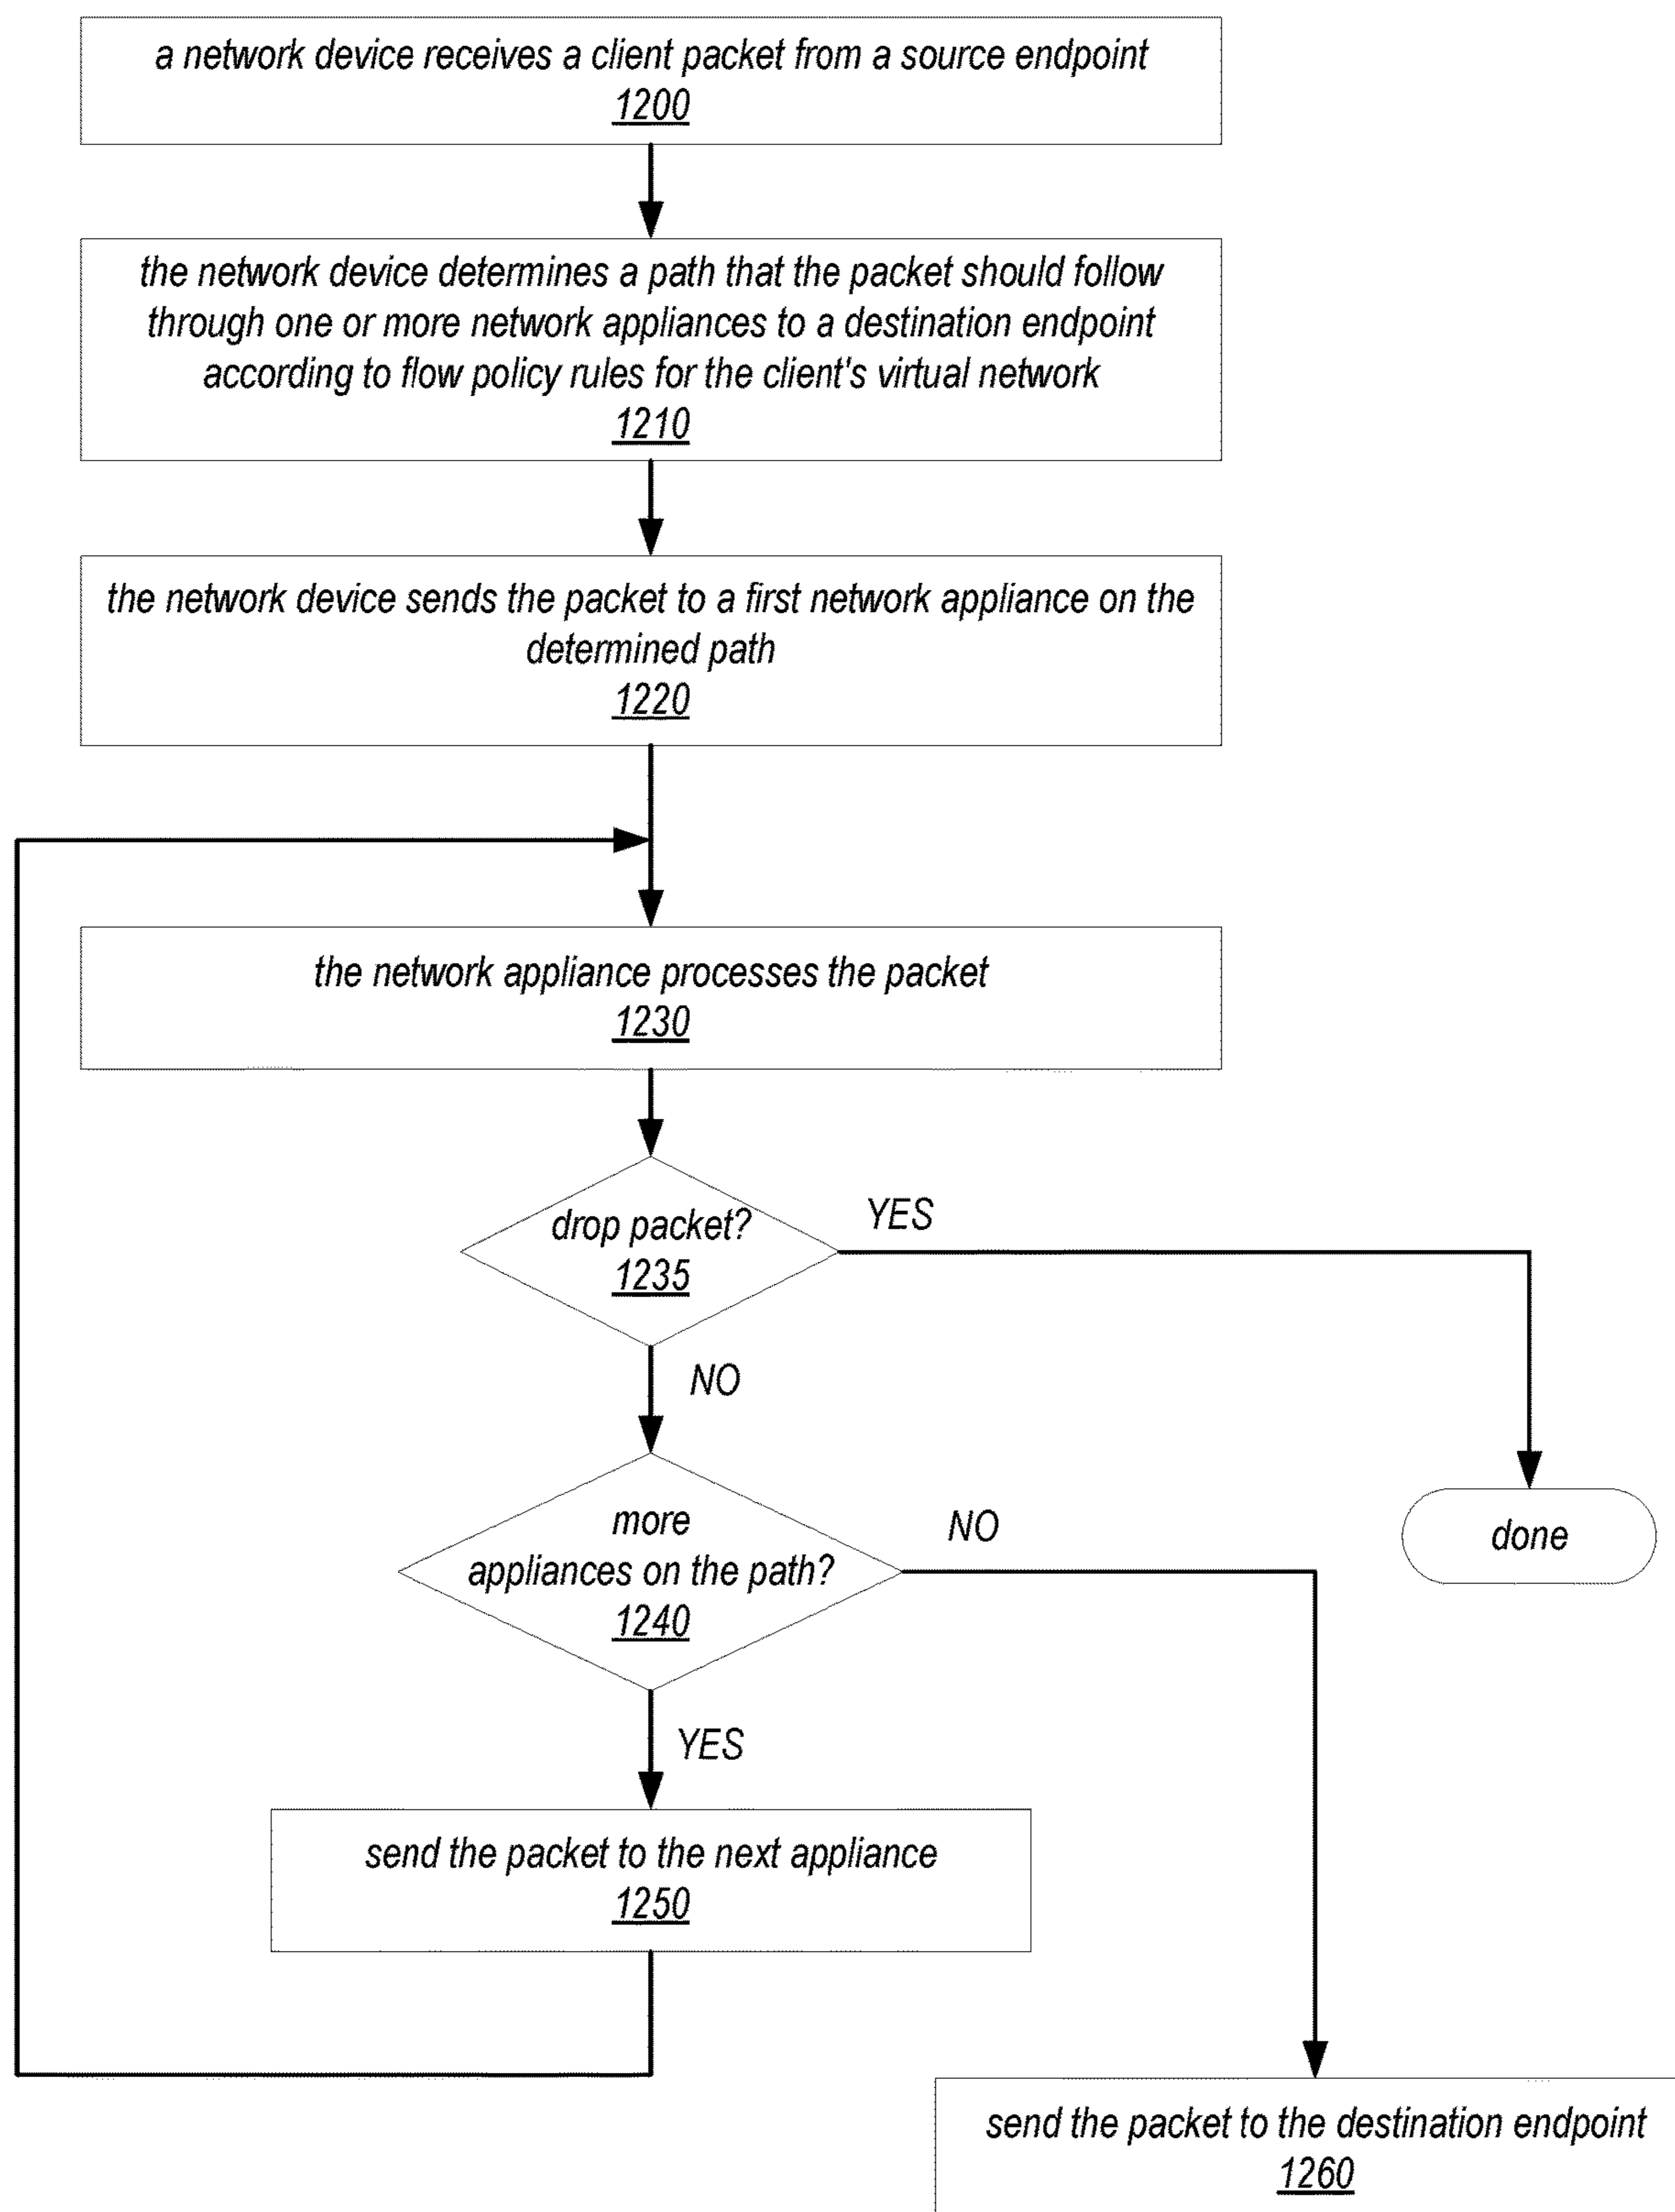 a network device receives a client packet from a source endpoint
1200
the network device determines a path that the packet should follow
through one or more network appliances to a destination endpoint
according to flow policy rules for the client's virtual network
1210
the network device sends the packet to a first network appliance on the
determined path
1220
the network appliance processes the packet
1230
drop packet?
1235
YES
NO
more
appliances on the path?
1240
NO
done
YES
send the packet to the next appliance
1250
send the packet to the destination endpoint
1260